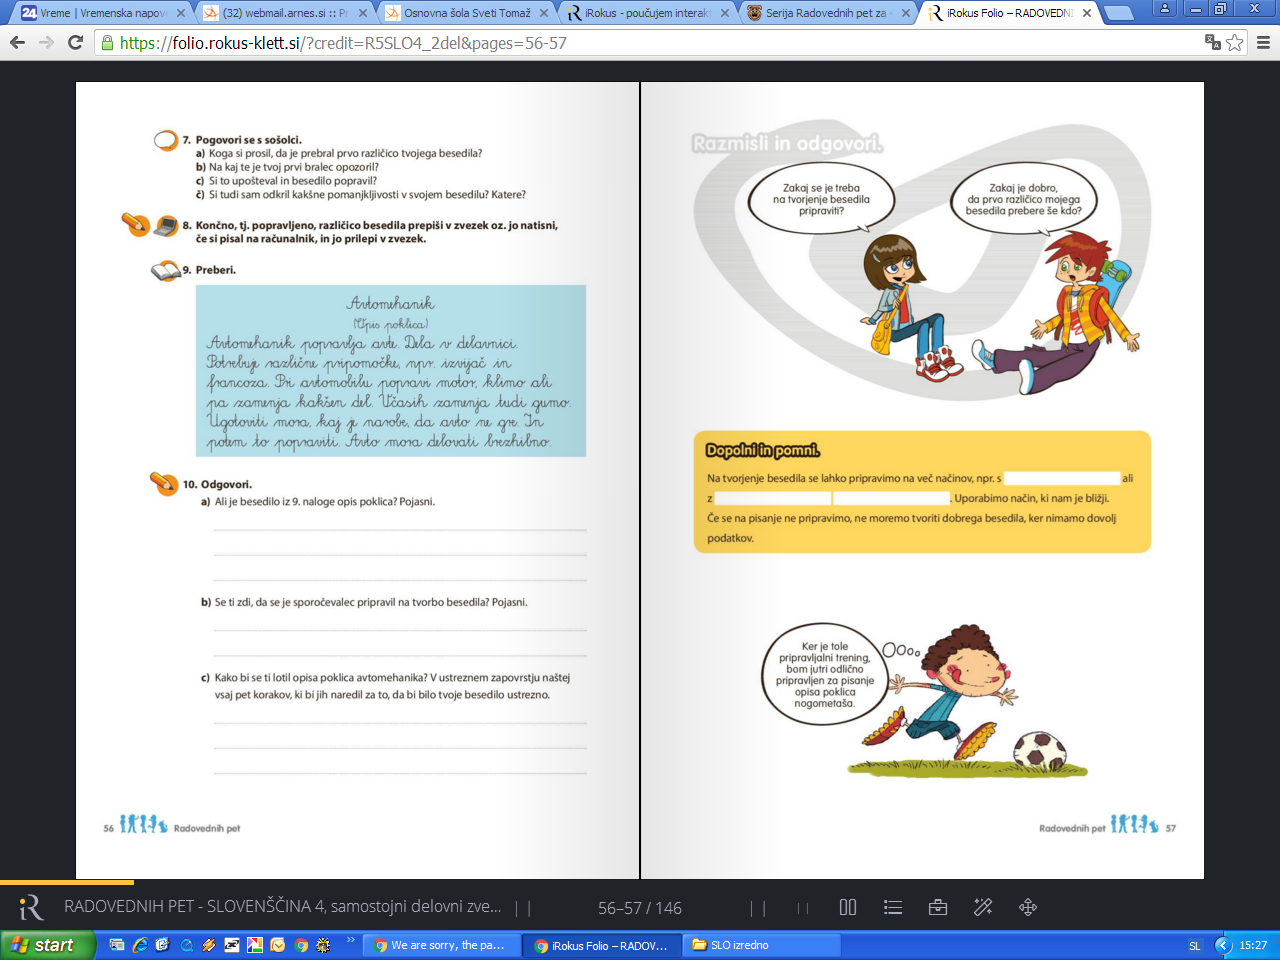 Vreme | Vremenska napov
(32) webmail.arnes.si :: Pr
Osnovna šola Sveti Tomaž
iRokus - poučujem interakt
Serija Radovednih pet za
iRokus Folio – RADOVEDNI
https://folio.rokus-klett.si/?credit=R5SLO4_2del&pages=56-57
7. Pogovori se s sošolci.
a) Koga si prosil, da je prebral prvo različico tvojega besedila?
b) Na kaj te je tvoj prvi bralec opozoril?
c) Si to upošteval in besedilo popravil?
č) Si tudi sam odkril kakšne pomanjkljivosti v svojem besedilu? Katere?
8. Končno, tj. popravljeno, različico besedila prepiši v zvezek oz. jo natisni,
če si pisal na računalnik, in jo prilepi v zvezek.
9. Preberi.
Avtomehanik
(Opis poklica)
Avtomehanik popravlja avte. Dela v delavnici.
Potrebuje različne pripomočke, npr. izvijač in
francoza. Pri avtomobilu popravi motor, klimo ali
pa zamenja kakšen del. Včasih zamenja tudi gumo.
Ugotoviti mora, kaj je narobe, da avto ne gre. In
potem to popraviti. Avto mora delovati brezhibno.
10. Odgovori.
a) Ali je besedilo iz 9. naloge opis poklica? Pojasni.
b) Se ti zdi, da se je sporočevalec pripravil na tvorbo besedila? Pojasni.
c) Kako bi se ti lotil opisa poklica avtomehanika? V ustreznem zapovrstju naštej
vsaj pet korakov, ki bi jih naredil za to, da bi bilo tvoje besedilo ustrezno.
56 Radovednih pet
Razmisli in odgovori.
Zakaj se je treba
na tvorjenje besedila
pripraviti?
Zakaj je dobro,
da prvo različico mojega
besedila prebere še kdo?
Dopolni in pomni.
Na tvorjenje besedila se lahko pripravimo na več načinov, npr. s ali
z . Uporabimo način, ki nam je bližji.
Če se na pisanje ne pripravimo, ne moremo tvoriti dobrega besedila, ker nimamo dovolj
podatkov.
Ker je tole
pripravljalni trening,
bom jutri odlično
pripravljen za pisanje
opisa poklica
nogometaša.
Radovednih pet 57
RADOVEDNIH PET - SLOVENŠČINA 4, samostojni delovni zve...
56–57 / 146
start
We are sorry, the pa...
iRokus Folio – RADOV...
SLO izredno
SL
15:27